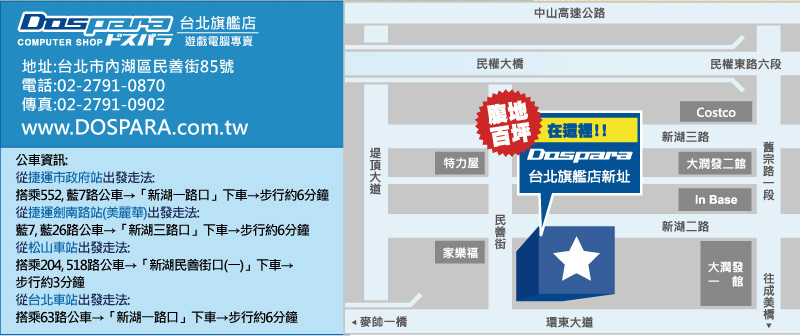 Dospara 台北旗艦店
COMPUTER SHOP ドスパラ 遊戲電腦專賣
地址:台北市內湖區民善街85號
電話:02-2791-0870
傳真:02-2791-0902
www.DOSPARA.com.tw
公車資訊:
從捷運市政府站出發走法:
搭乘552, 藍7路公車→「新湖一路口」下車→步行約6分鐘
從捷運劍南路站(美麗華)出發走法:
藍7, 藍26路公車→「新湖三路口」下車→步行約6分鐘
從松山車站出發走法:
搭乘204, 518路公車→「新湖民善街口(一)」下車→
步行約3分鐘
從台北車站出發走法:
搭乘63路公車→「新湖一路口」下車→步行約6分鐘
中山高速公路
民權大橋
民權東路六段
腹地
百坪
在這裡!!
Dospara
台北旗艦店新址
Costco
新湖三路
堤頂大道
特力屋
大潤發二館
舊宗路一段
In Base
民善街
新湖二路
家樂福
大潤發
一 館
往成美橋
麥帥一橋
環東大道